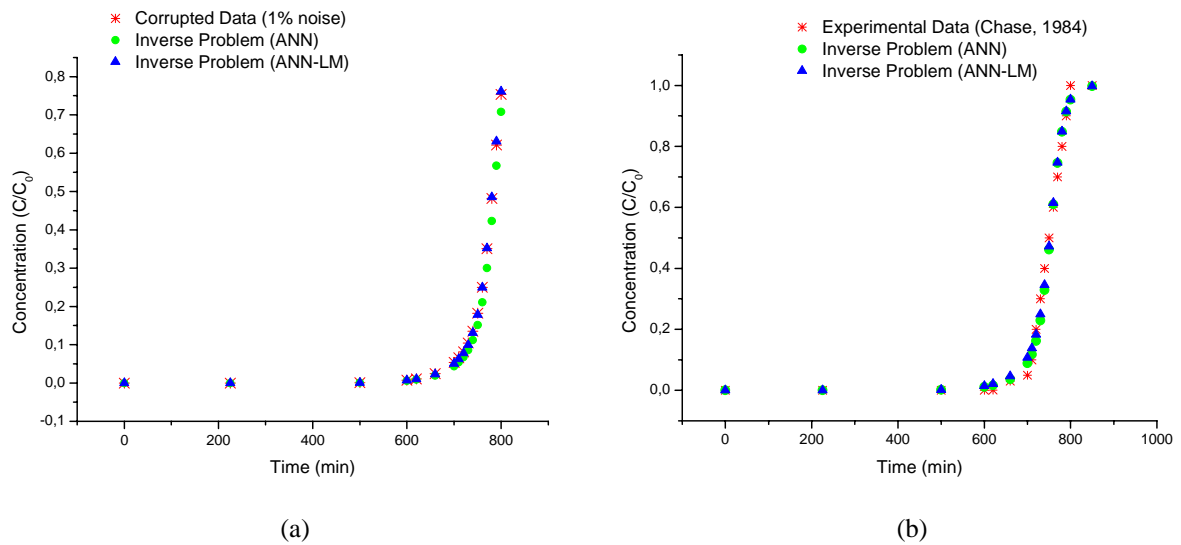 Corrupted Data (1% noise)
Inverse Problem (ANN)
Inverse Problem (ANN-LM)
0,8
0,7
0,6
0,5
0,4
0,3
0,2
0,1
0,0
-0,1
Concentration (C/C0)
0
200
400
600
800
Time (min)
(a)
Experimental Data (Chase, 1984)
Inverse Problem (ANN)
Inverse Problem (ANN-LM)
1,0
0,8
0,6
0,4
0,2
0,0
Concentration (C/C0)
0
200
400
600
800
1000
Time (min)
(b)